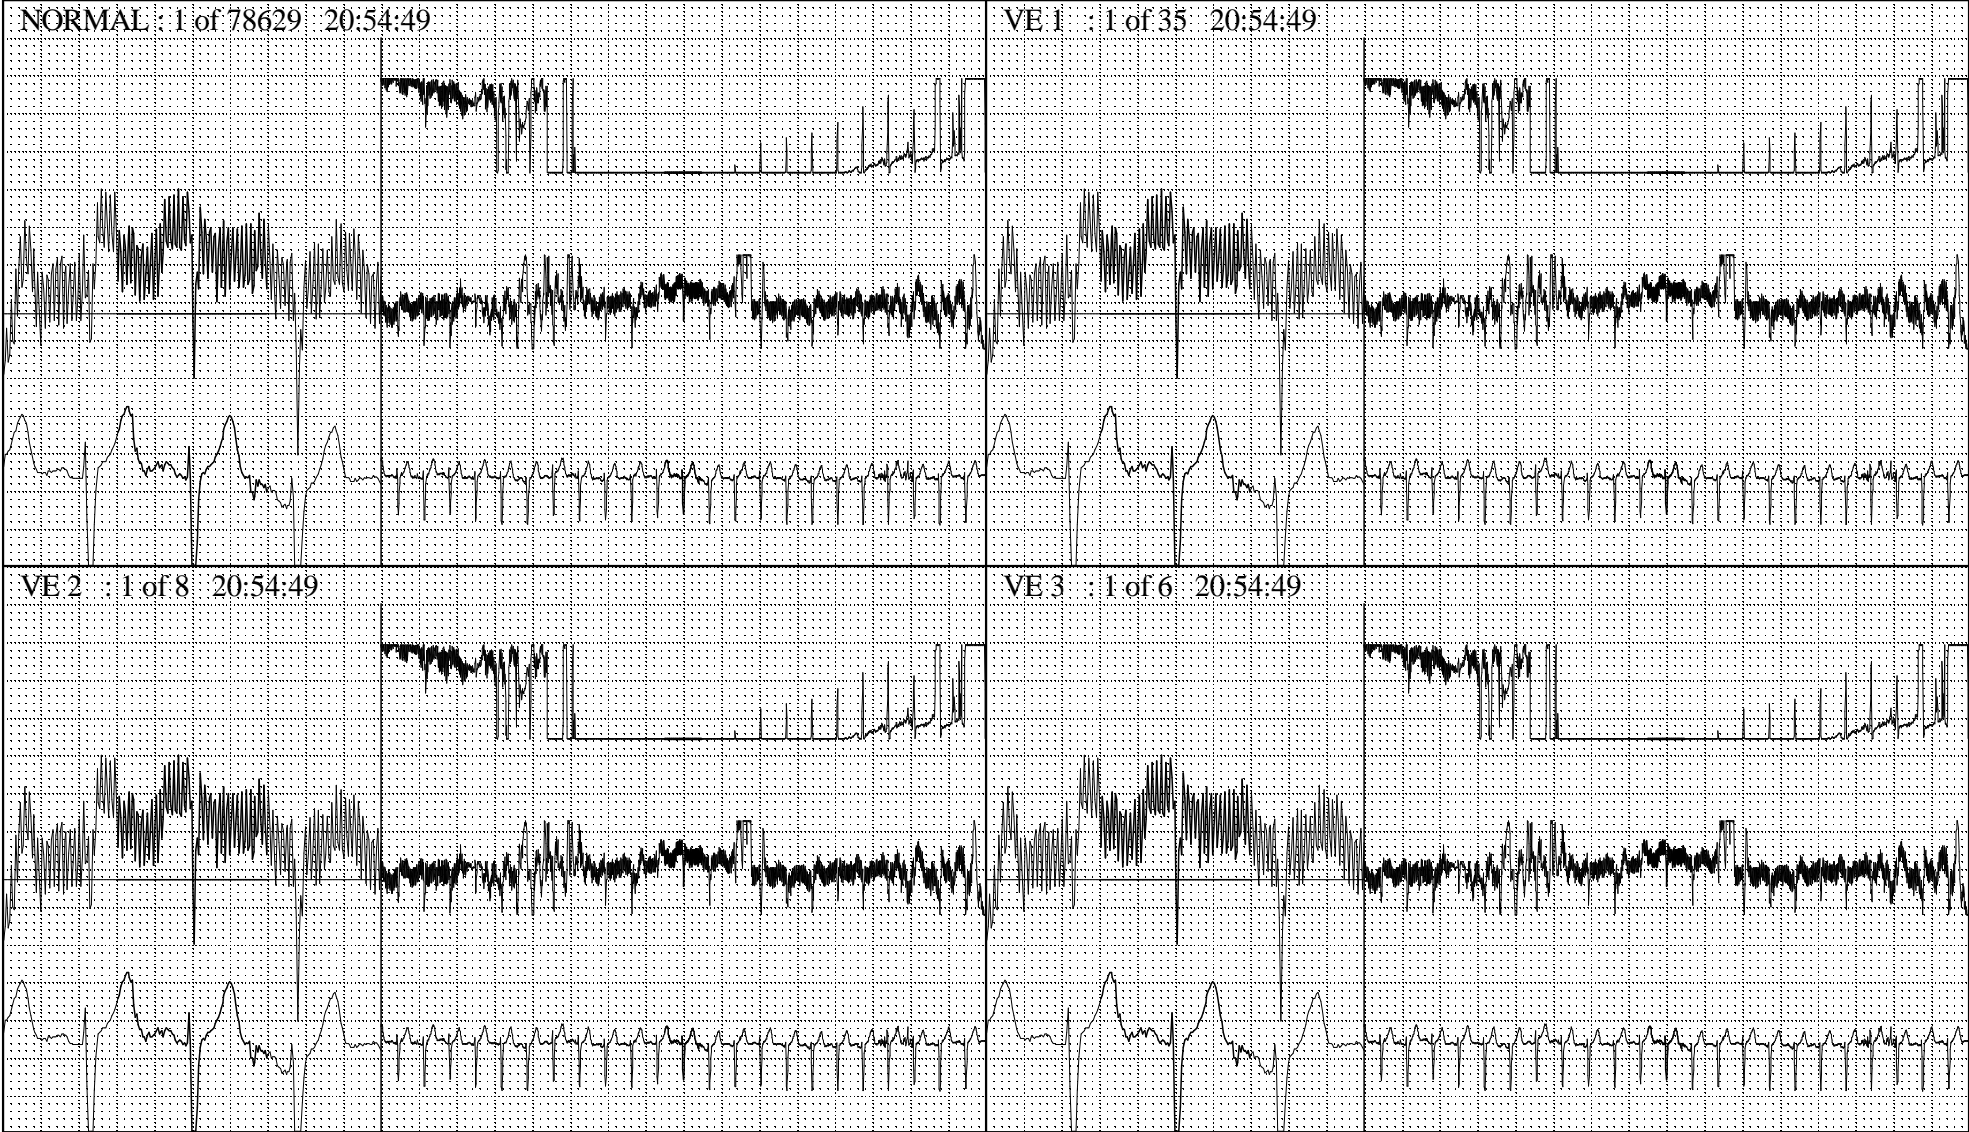 NORMAL : 1 of 78629 20:54:49
VE 1 : 1 of 35 20:54:49
VE 2 : 1 of 8 20:54:49
VE 3 : 1 of 6 20:54:49